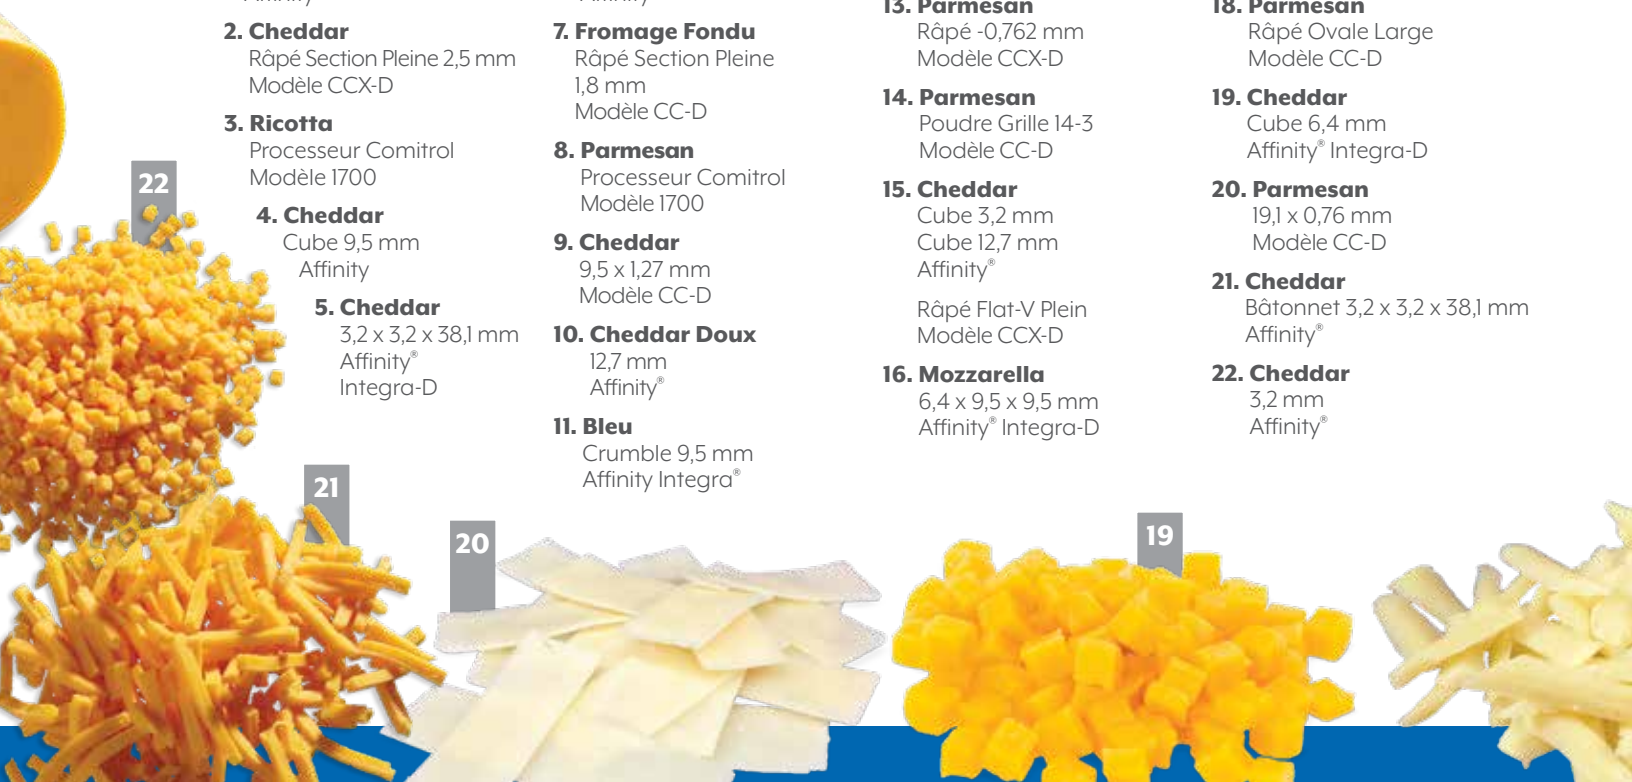 2. Cheddar
Râpé Section Pleine 2,5 mm
Modèle CCX-D
3. Ricotta
Processeur Comitrol
Modèle 1700
4. Cheddar
Cube 9,5 mm
Affinity
5. Cheddar
3,2 x 3,2 x 38,1 mm
Affinity®
Integra-D
7. Fromage Fondu
Râpé Section Pleine
1,8 mm
Modèle CC-D
8. Parmesan
Processeur Comitrol
Modèle 1700
9. Cheddar
9,5 x 1,27 mm
Modèle CC-D
10. Cheddar Doux
12,7 mm
Affinity®
11. Bleu
Crumble 9,5 mm
Affinity Integra®
13. Parmesan
Râpé -0,762 mm
Modèle CCX-D
14. Parmesan
Poudre Grille 14-3
Modèle CC-D
15. Cheddar
Cube 3,2 mm
Cube 12,7 mm
Affinity®
Râpé Flat-V Plein
Modèle CCX-D
16. Mozzarella
6,4 x 9,5 x 9,5 mm
Affinity® Integra-D
18. Parmesan
Râpé Ovale Large
Modèle CC-D
19. Cheddar
Cube 6,4 mm
Affinity® Integra-D
20. Parmesan
19,1 x 0,76 mm
Modèle CC-D
21. Cheddar
Bâtonnet 3,2 x 3,2 x 38,1 mm
Affinity®
22. Cheddar
3,2 mm
Affinity®
22
21
20
19